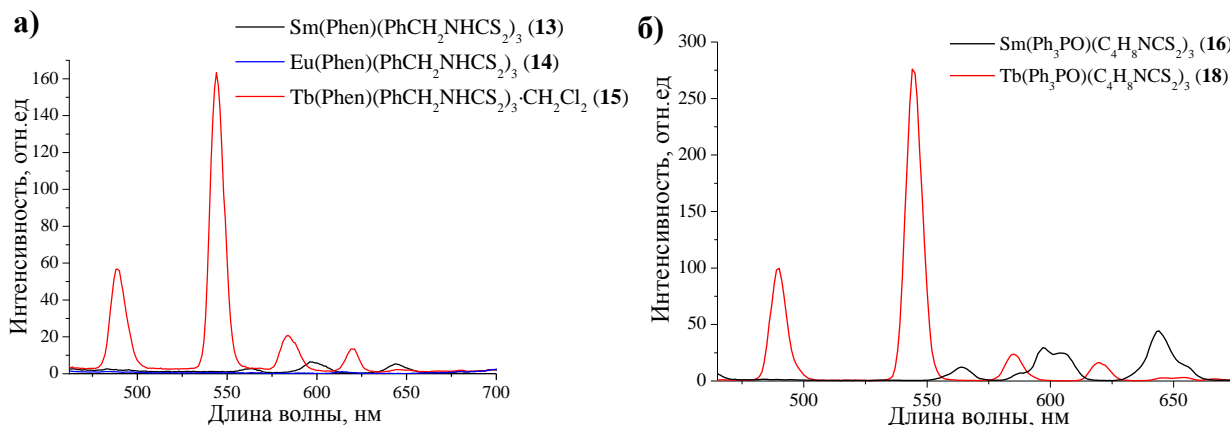 а)
Sm(Phen)(PhCH₂NHCS₂)₃ (13)
Eu(Phen)(PhCH₂NHCS₂)₃ (14)
Tb(Phen)(PhCH₂NHCS₂)₃·CH₂Cl₂ (15)
Интенсивность, отн.ед
160
140
120
100
80
60
40
20
0
500 550 600 650 700
Длина волны, нм
б)
Sm(Ph₃PO)(C₄H₈NCS₂)₃ (16)
Tb(Ph₃PO)(C₄H₈NCS₂)₃ (18)
Интенсивность, отн.ед
300
250
200
150
100
50
0
500 550 600 650
Длина волны, нм